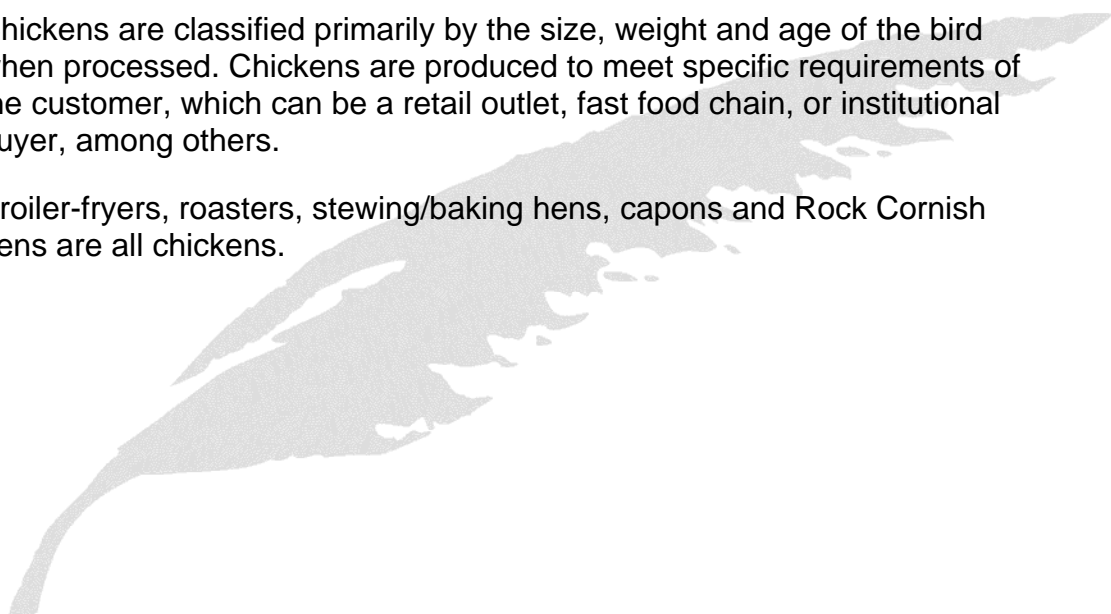 hickens are classified primarily by the size, weight and age of the bird
when processed. Chickens are produced to meet specific requirements of
he customer, which can be a retail outlet, fast food chain, or institutional
uyer, among others.
roiler-fryers, roasters, stewing/baking hens, capons and Rock Cornish
ens are all chickens.